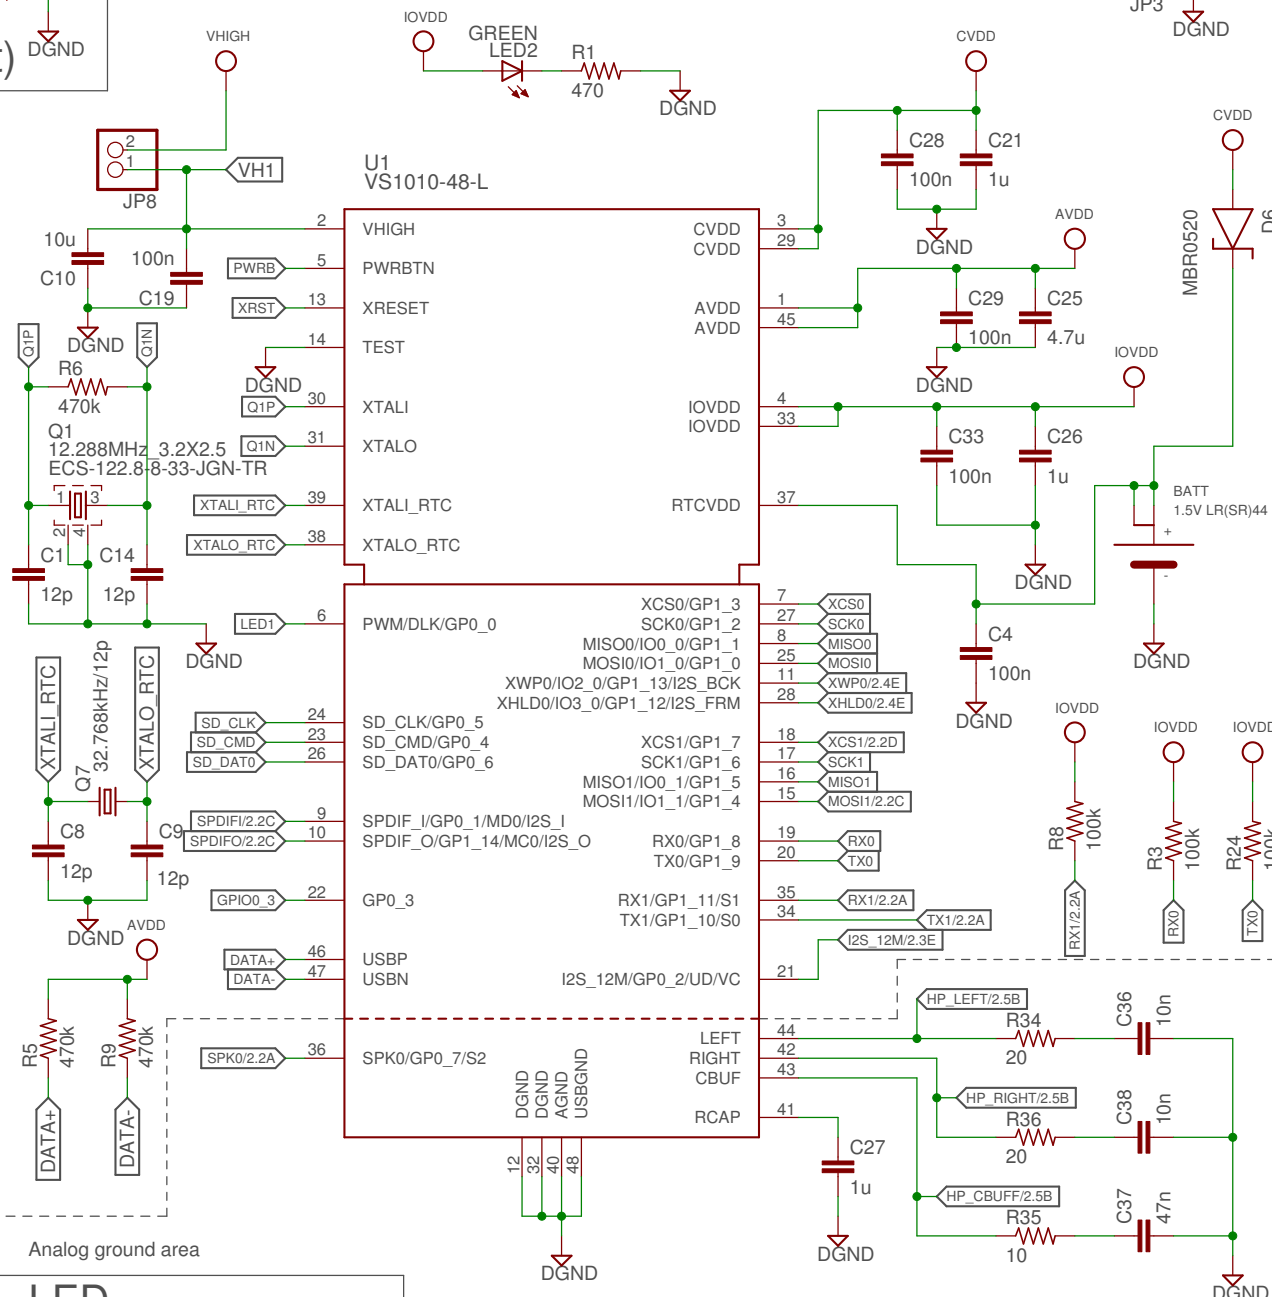 JP3
DGND
t)
DGND
VHIGH
IOVDD
GREEN
LED2
R1
470
DGND
CVDD
CVDD
2
1
JP8
VH1
U1
VS1010-48-L
C28
100n
C21
1u
DGND
MBR0520
D6
10u
C10
100n
C19
DGND
2
VHIGH
PWRB
5
PWRBTN
XRST
13
XRESET
14
TEST
DGND
Q1P
30
XTALI
Q1N
31
XTALO
XTALI_RTC
39
XTALI_RTC
XTALO_RTC
38
XTALO_RTC
CVDD
3
CVDD
29
AVDD
1
AVDD
45
IOVDD
4
IOVDD
33
RTCVDD
37
AVDD
C29
100n
C25
4.7u
DGND
IOVDD
C33
100n
C26
1u
DGND
BATT
1.5V LR(SR)44
+
-
DGND
C4
100n
DGND
Q1P
Q1N
R6
470k
Q1
12.288MHz_3.2X2.5
ECS-122.8-8-33-JGN-TR
1
3
2
4
C1
12p
C14
12p
DGND
LED1
6
PWM/DLK/GP0_0
SD_CLK
24
SD_CLK/GP0_5
SD_CMD
23
SD_CMD/GP0_4
SD_DAT0
26
SD_DAT0/GP0_6
SPDIFI/2.2C
9
SPDIF_I/GP0_1/MD0/I2S_I
SPDIFO/2.2C
10
SPDIF_O/GP1_14/MC0/I2S_O
GPIO0_3
22
GP0_3
DATA+
46
USBP
DATA-
47
USBN
SPK0/2.2A
36
SPK0/GP0_7/S2
XCS0/GP1_3
7
XCS0
SCK0/GP1_2
27
SCK0
MISO0/IO0_0/GP1_1
8
MISO0
MOSI0/IO1_0/GP1_0
25
MOSI0
XWP0/IO2_0/GP1_13/I2S_BCK
11
XWP0/2.4E
XHLD0/IO3_0/GP1_12/I2S_FRM
28
XHLD0/2.4E
XCS1/GP1_7
18
XCS1/2.2D
SCK1/GP1_6
17
SCK1
MISO1/IO0_1/GP1_5
16
MISO1
MOSI1/IO1_1/GP1_4
15
MOSI1/2.2C
RX0/GP1_8
19
RX0
TX0/GP1_9
20
TX0
RX1/GP1_11/S1
35
RX1/2.2A
TX1/GP1_10/S0
34
TX1/2.2A
I2S_12M/2.3E
I2S_12M/GP0_2/UD/VC
21
XTALI_RTC
Q7
32.768kHz/12p
XTALO_RTC
C8
12p
C9
12p
DGND
AVDD
R5
470k
R9
470k
DATA+
DATA-
IOVDD
R8
100k
RX1/2.2A
IOVDD
R3
100k
RX0
IOVDD
R24
100k
TX0
LEFT
44
RIGHT
42
CBUF
43
RCAP
41
DGND
DGND
AGND
USBGND
12
32
40
48
DGND
C27
1u
DGND
HP_LEFT/2.5B
R34
20
C36
10n
HP_RIGHT/2.5B
R36
20
C38
10n
HP_CBUFF/2.5B
R35
10
C37
47n
DGND
Analog ground area
LED